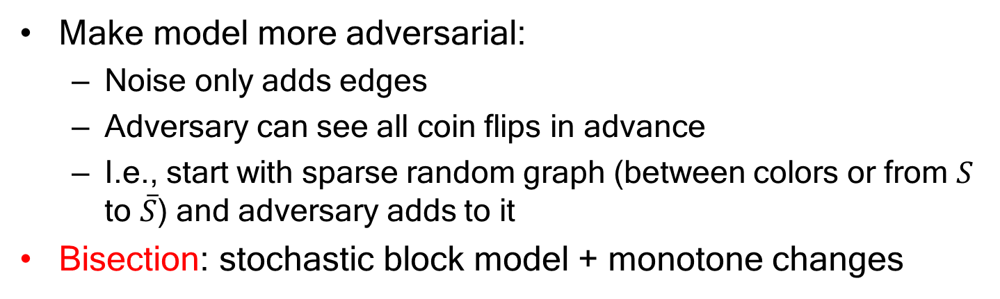 • Make model more adversarial:
– Noise only adds edges
– Adversary can see all coin flips in advance
– I.e., start with sparse random graph (between colors or from S
to S̄) and adversary adds to it
• Bisection: stochastic block model + monotone changes